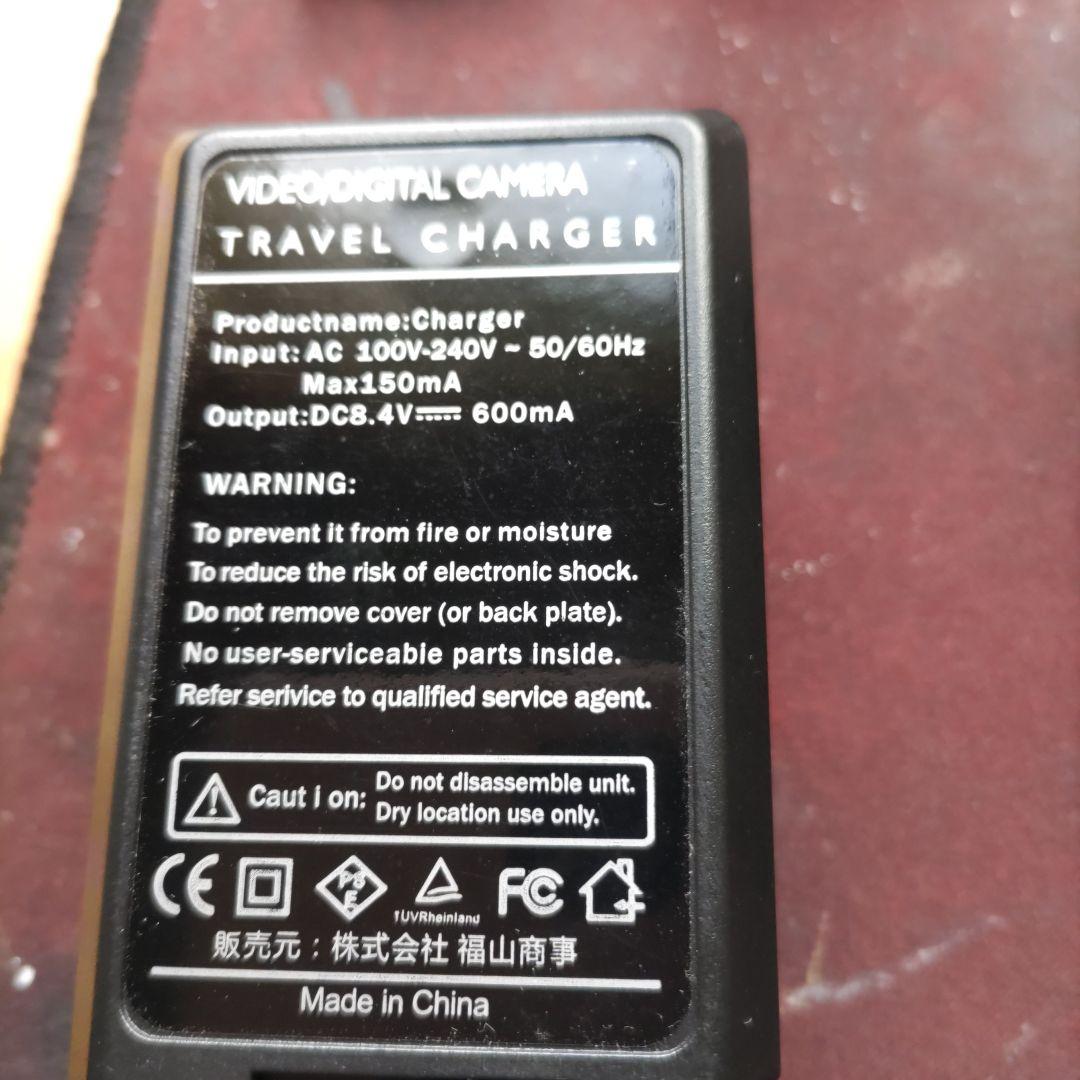 VIDEO/DIGITAL CAMERA
TRAVEL CHARGER
Productname:Charger
Input: AC 100V-240V ~ 50/60Hz
Max150mA
Output:DC8.4V⎓ 600mA
WARNING:
To prevent it from fire or moisture
To reduce the risk of electronic shock.
Do not remove cover (or back plate).
No user-serviceable parts inside.
Refer serivice to qualified service agent.
Caut i on: Do not disassemble unit.
Dry location use only.
CE PSE TUVRheinland FC
販売元：株式会社 福山商事
Made in China